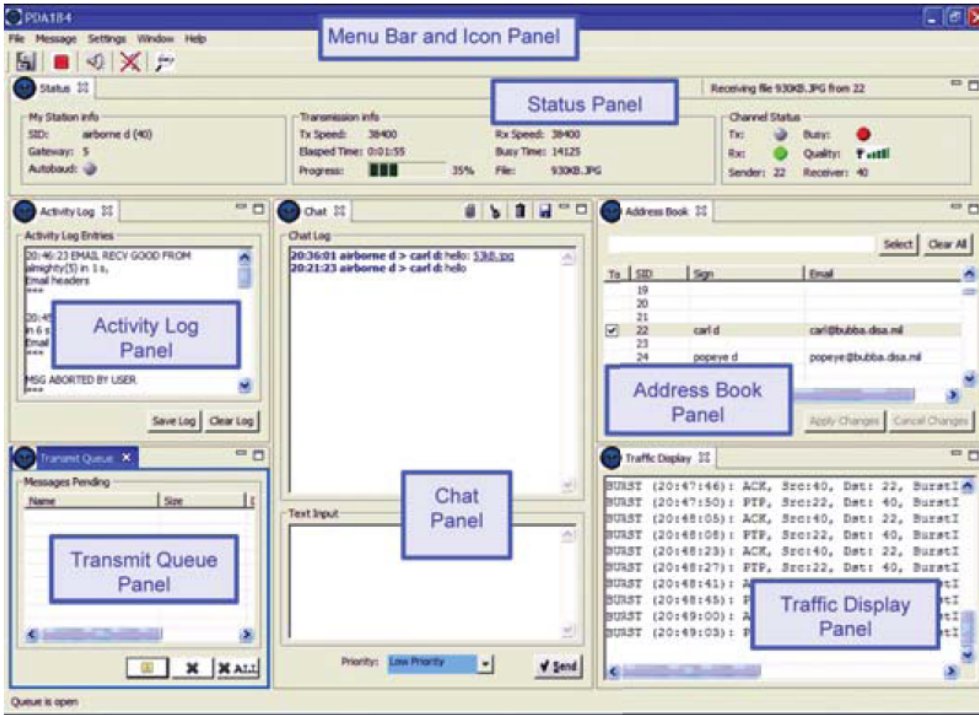 PDA184
File Message Settings Window Help
Menu Bar and Icon Panel
Status
Status Panel
Receiving file 930KB.JPG from 22
My Station info
SID: airborne d (40)
Gateway: 5
Autobaud:
Transmission info
Tx Speed: 38400 Rx Speed: 38400
Elasped Time: 0:01:55 Busy Time: 14125
Progress: 35% File: 930KB.JPG
Channel Status
Tx: Busy:
Rx: Quality:
Sender: 22 Receiver: 40
Activity Log
Activity Log Entries
20:46:23 EMAIL RECV GOOD FROM
almighty(5) in 1 s,
Email headers
***
20:45
in 6 s
Email
***
MSG ABORTED BY USER.
***
Activity Log
Panel
Save Log Clear Log
Chat
Chat Log
20:36:01 airborne d > carl d: hello: 53kB.jpg
20:21:23 airborne d > carl d: hello
Chat
Panel
Text Input
Priority: Low Priority
Send
Address Book
Select Clear All
To SID Sign Email
19
20
21
22 carl d carl@bubba.disa.mil
23
24 popeye d popeye@bubba.disa.mil
Address Book
Panel
Apply Changes Cancel Changes
Transmit Queue
Messages Pending
Name Size
Transmit Queue
Panel
ALL
Traffic Display
BURST (20:47:46): ACK, Src:40, Dst: 22, BurstI
BURST (20:47:50): PTP, Src:22, Dst: 40, BurstI
BURST (20:48:05): ACK, Src:40, Dst: 22, BurstI
BURST (20:48:08): PTP, Src:22, Dst: 40, BurstI
BURST (20:48:23): ACK, Src:40, Dst: 22, BurstI
BURST (20:48:27): PTP, Src:22, Dst: 40, BurstI
BURST (20:48:41): A
BURST (20:48:45): P
BURST (20:49:00): A
BURST (20:49:03): P
Traffic Display
Panel
Queue is open